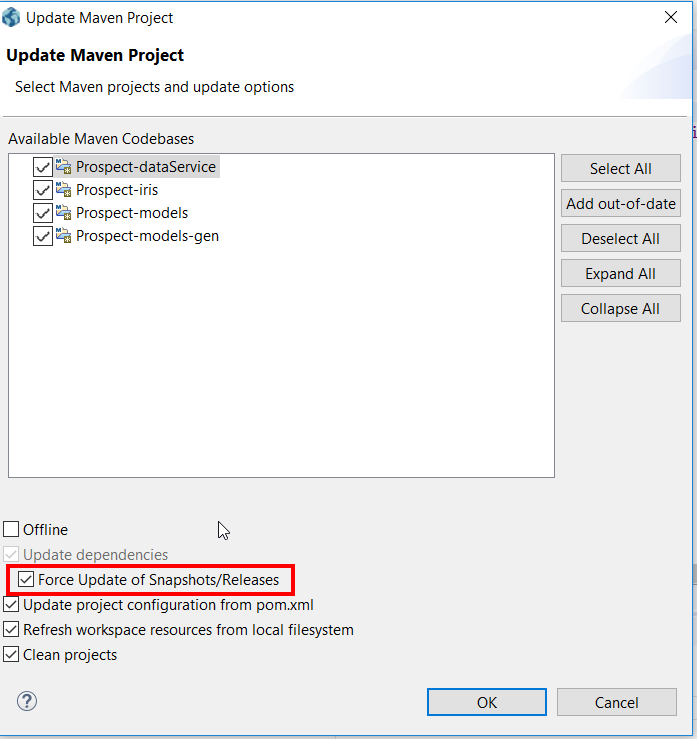 Update Maven Project
Update Maven Project
Select Maven projects and update options
Available Maven Codebases
Prospect-dataService
Prospect-iris
Prospect-models
Prospect-models-gen
Select All
Add out-of-date
Deselect All
Expand All
Collapse All
Offline
Update dependencies
Force Update of Snapshots/Releases
Update project configuration from pom.xml
Refresh workspace resources from local filesystem
Clean projects
?
OK
Cancel